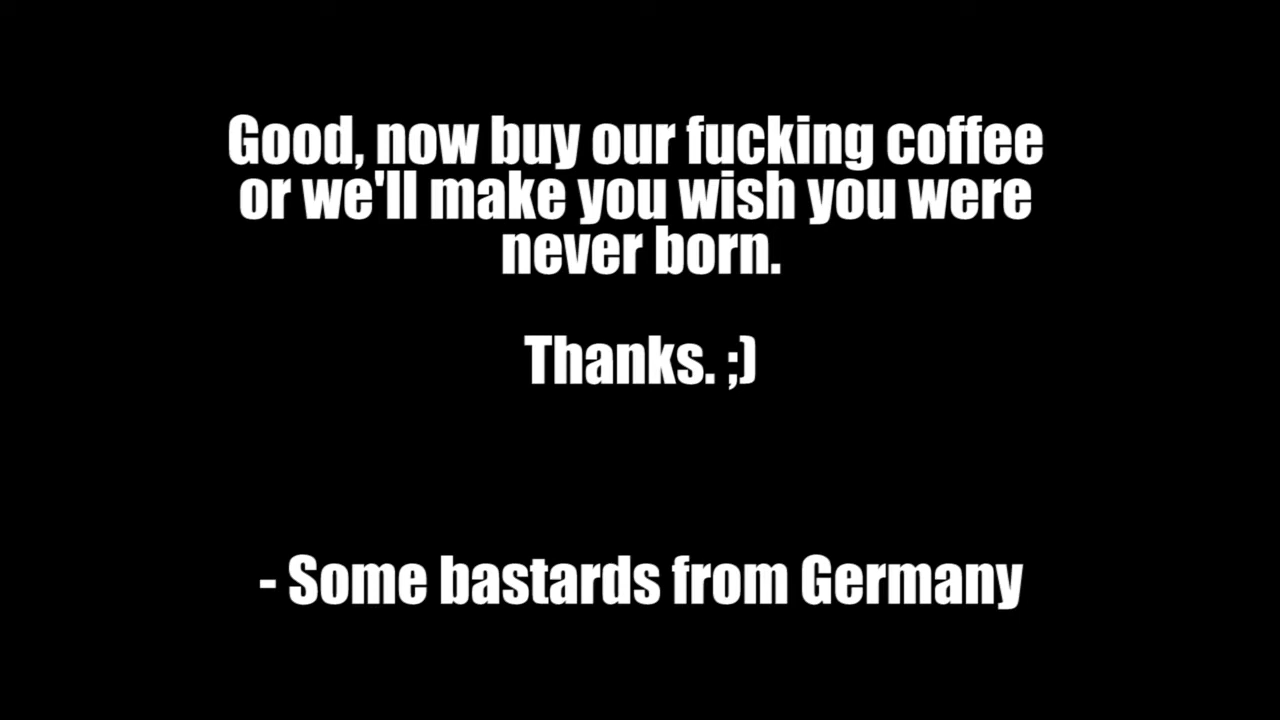 Good, now buy our fucking coffee
or we'll make you wish you were
never born.
Thanks. ;)
- Some bastards from Germany